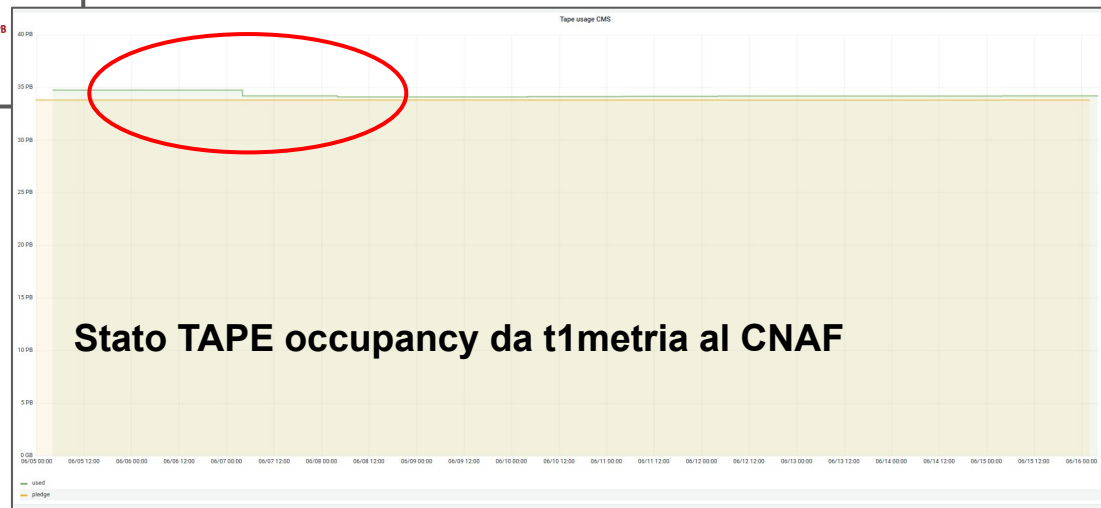 PB
Tape usage CMS
40 PB
35 PB
30 PB
25 PB
20 PB
15 PB
Stato TAPE occupancy da t1metria al CNAF
10 PB
5 PB
0 GB
06/05 00:00 06/05 12:00 06/06 00:00 06/06 12:00 06/07 00:00 06/07 12:00 06/08 00:00 06/08 12:00 06/09 00:00 06/09 12:00 06/10 00:00 06/10 12:00 06/11 00:00 06/11 12:00 06/12 00:00 06/12 12:00 06/13 00:00 06/13 12:00 06/14 00:00 06/14 12:00 06/15 00:00 06/15 12:00 06/16 00:00
used
pledge